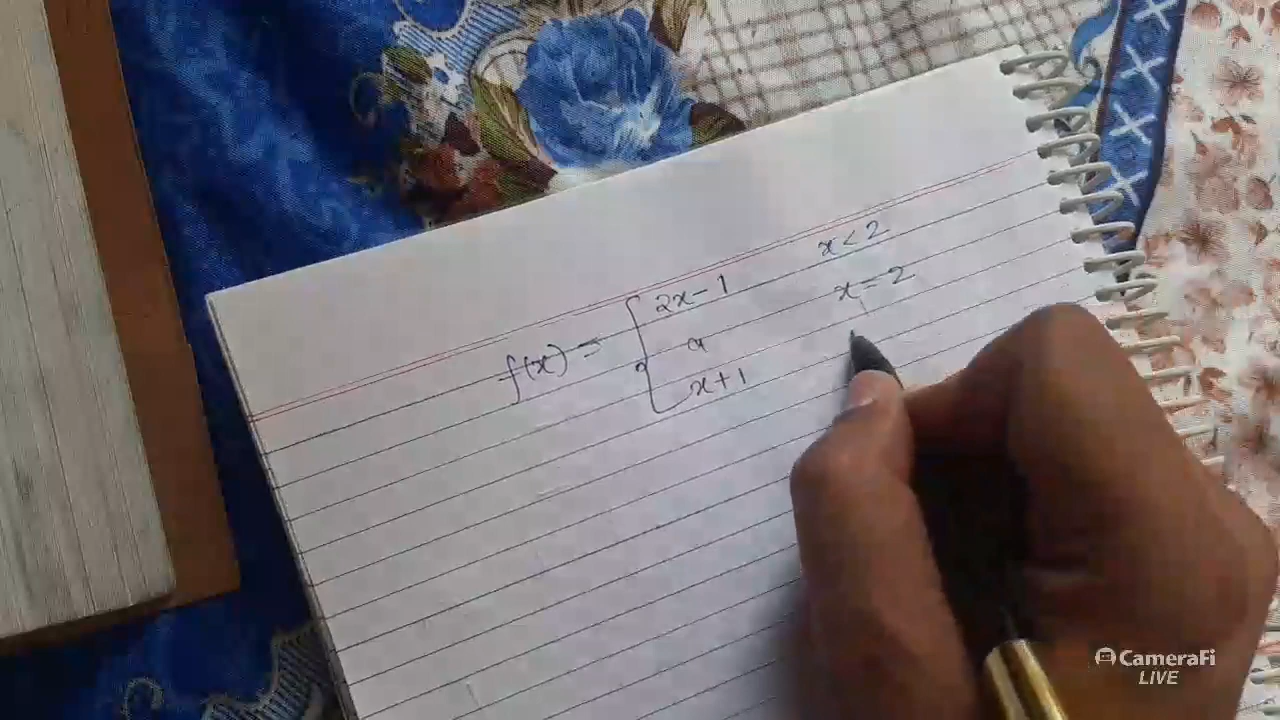 f(x) = { 2x-1 x<2
a x=2
x+1
CameraFi
LIVE